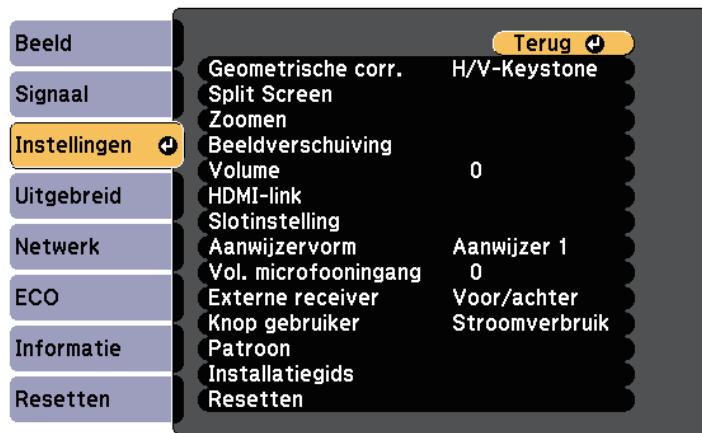 Beeld
Signaal
Instellingen
Uitgebreid
Netwerk
ECO
Informatie
Resetten
Terug
Geometrische corr. H/V-Keystone
Split Screen
Zoomen
Beeldverschuiving
Volume 0
HDMI-link
Slotinstelling
Aanwijzervorm Aanwijzer 1
Vol. microfooningang 0
Externe receiver Voor/achter
Knop gebruiker Stroomverbruik
Patroon
Installatiegids
Resetten